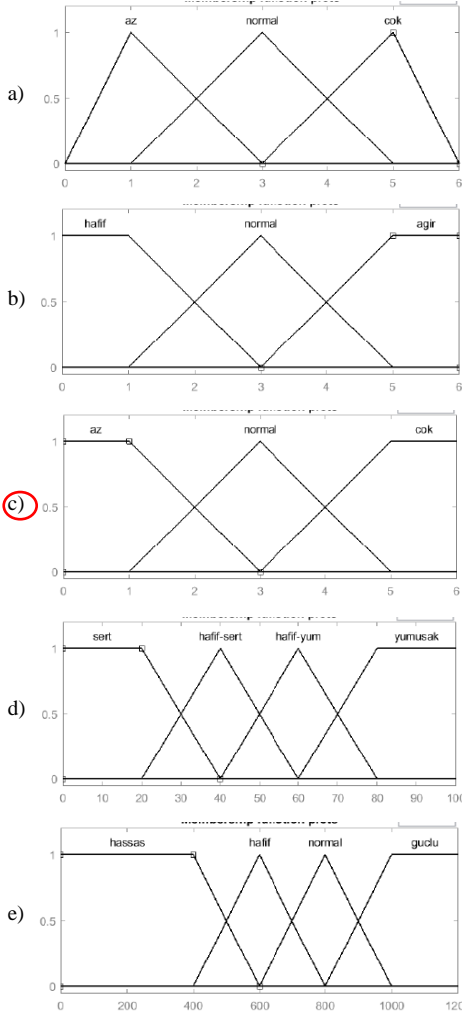 az normal cok
1
a) 0.5
0
0 1 2 3 4 5 6
hafif normal agir
1
b) 0.5
0
0 1 2 3 4 5 6
az normal cok
1
c) 0.5
0
0 1 2 3 4 5 6
sert hafif-sert hafif-yum yumusak
1
d) 0.5
0
0 10 20 30 40 50 60 70 80 90 100
hassas hafif normal guclu
1
e) 0.5
0
0 200 400 600 800 1000 1200